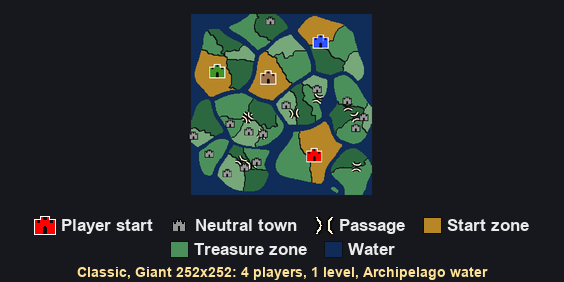 Player start Neutral town Passage Start zone
Treasure zone Water
Classic, Giant 252x252: 4 players, 1 level, Archipelago water